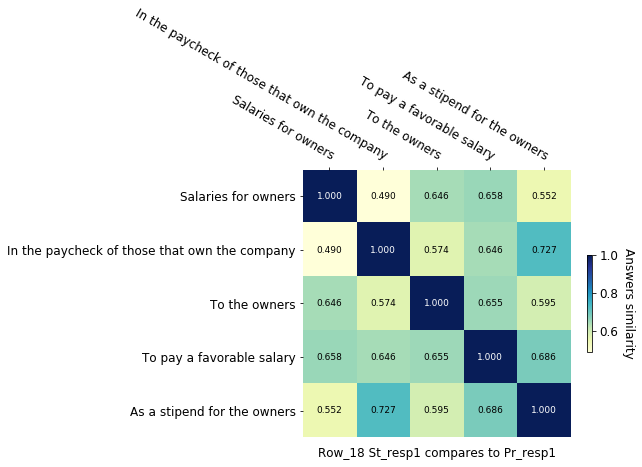 In the paycheck of those that own the company
As a stipend for the owners
To pay a favorable salary
Salaries for owners
To the owners
Salaries for owners 1.000 0.490 0.646 0.658 0.552
In the paycheck of those that own the company 0.490 1.000 0.574 0.646 0.727
To the owners 0.646 0.574 1.000 0.655 0.595
To pay a favorable salary 0.658 0.646 0.655 1.000 0.686
As a stipend for the owners 0.552 0.727 0.595 0.686 1.000
1.0
0.8
0.6
Answers similarity
Row_18 St_resp1 compares to Pr_resp1